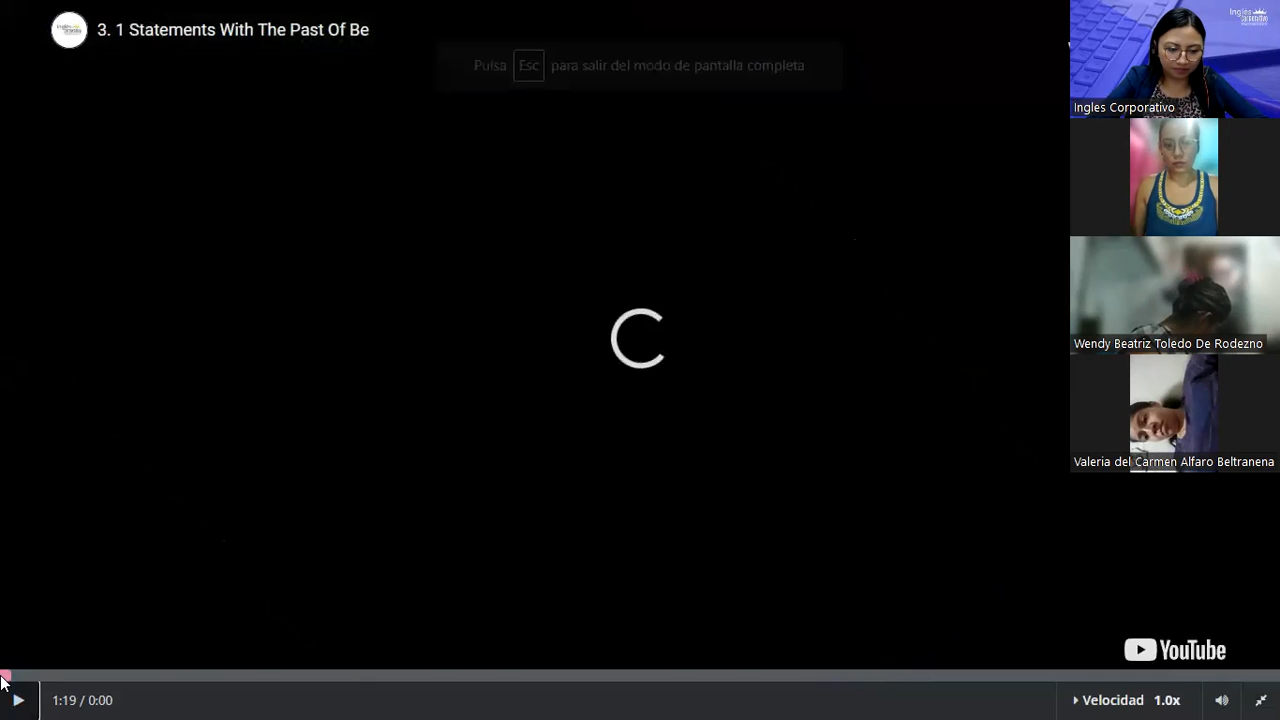 3. 1 Statements With The Past Of Be
Pulsa Esc para salir del modo de pantalla completa
Ingles Corporativo
Wendy Beatriz Toledo De Rodezno
Valeria del Carmen Alfaro Beltranena
YouTube
1:19 / 0:00
Velocidad 1.0x